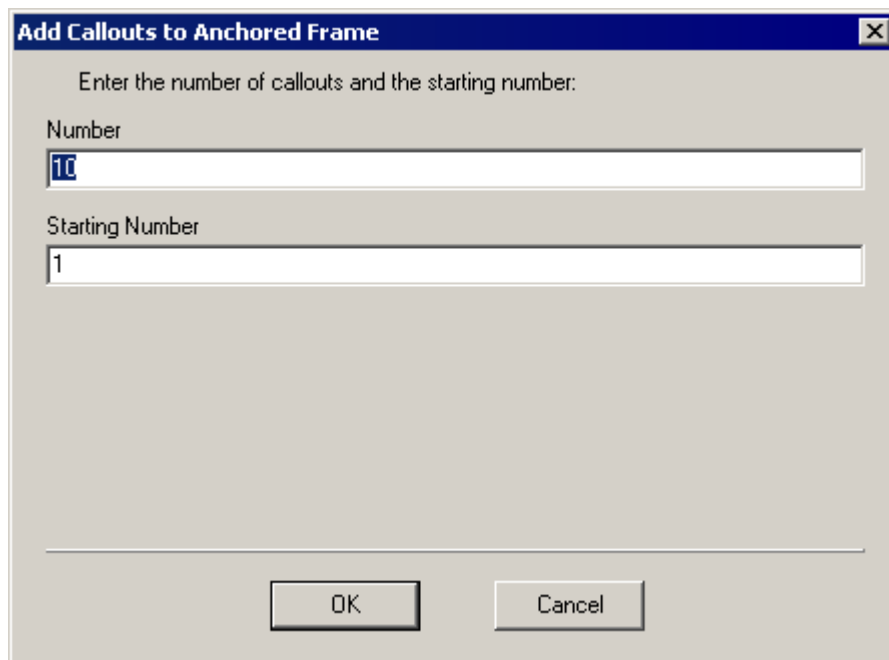 Add Callouts to Anchored Frame
Enter the number of callouts and the starting number:
Number
10
Starting Number
1
OK
Cancel